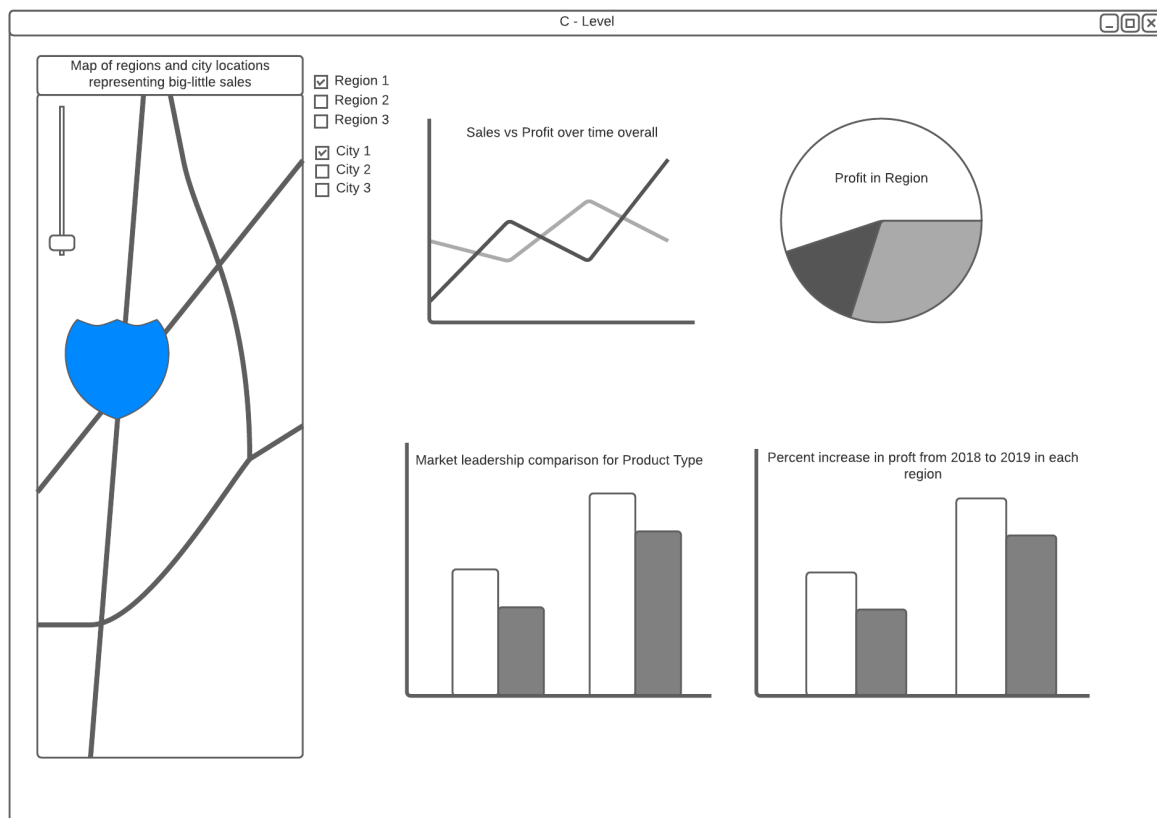 C - Level
Map of regions and city locations
representing big-little sales
Region 1
Region 2
Region 3
City 1
City 2
City 3
Sales vs Profit over time overall
Profit in Region
Market leadership comparison for Product Type
Percent increase in proft from 2018 to 2019 in each
region